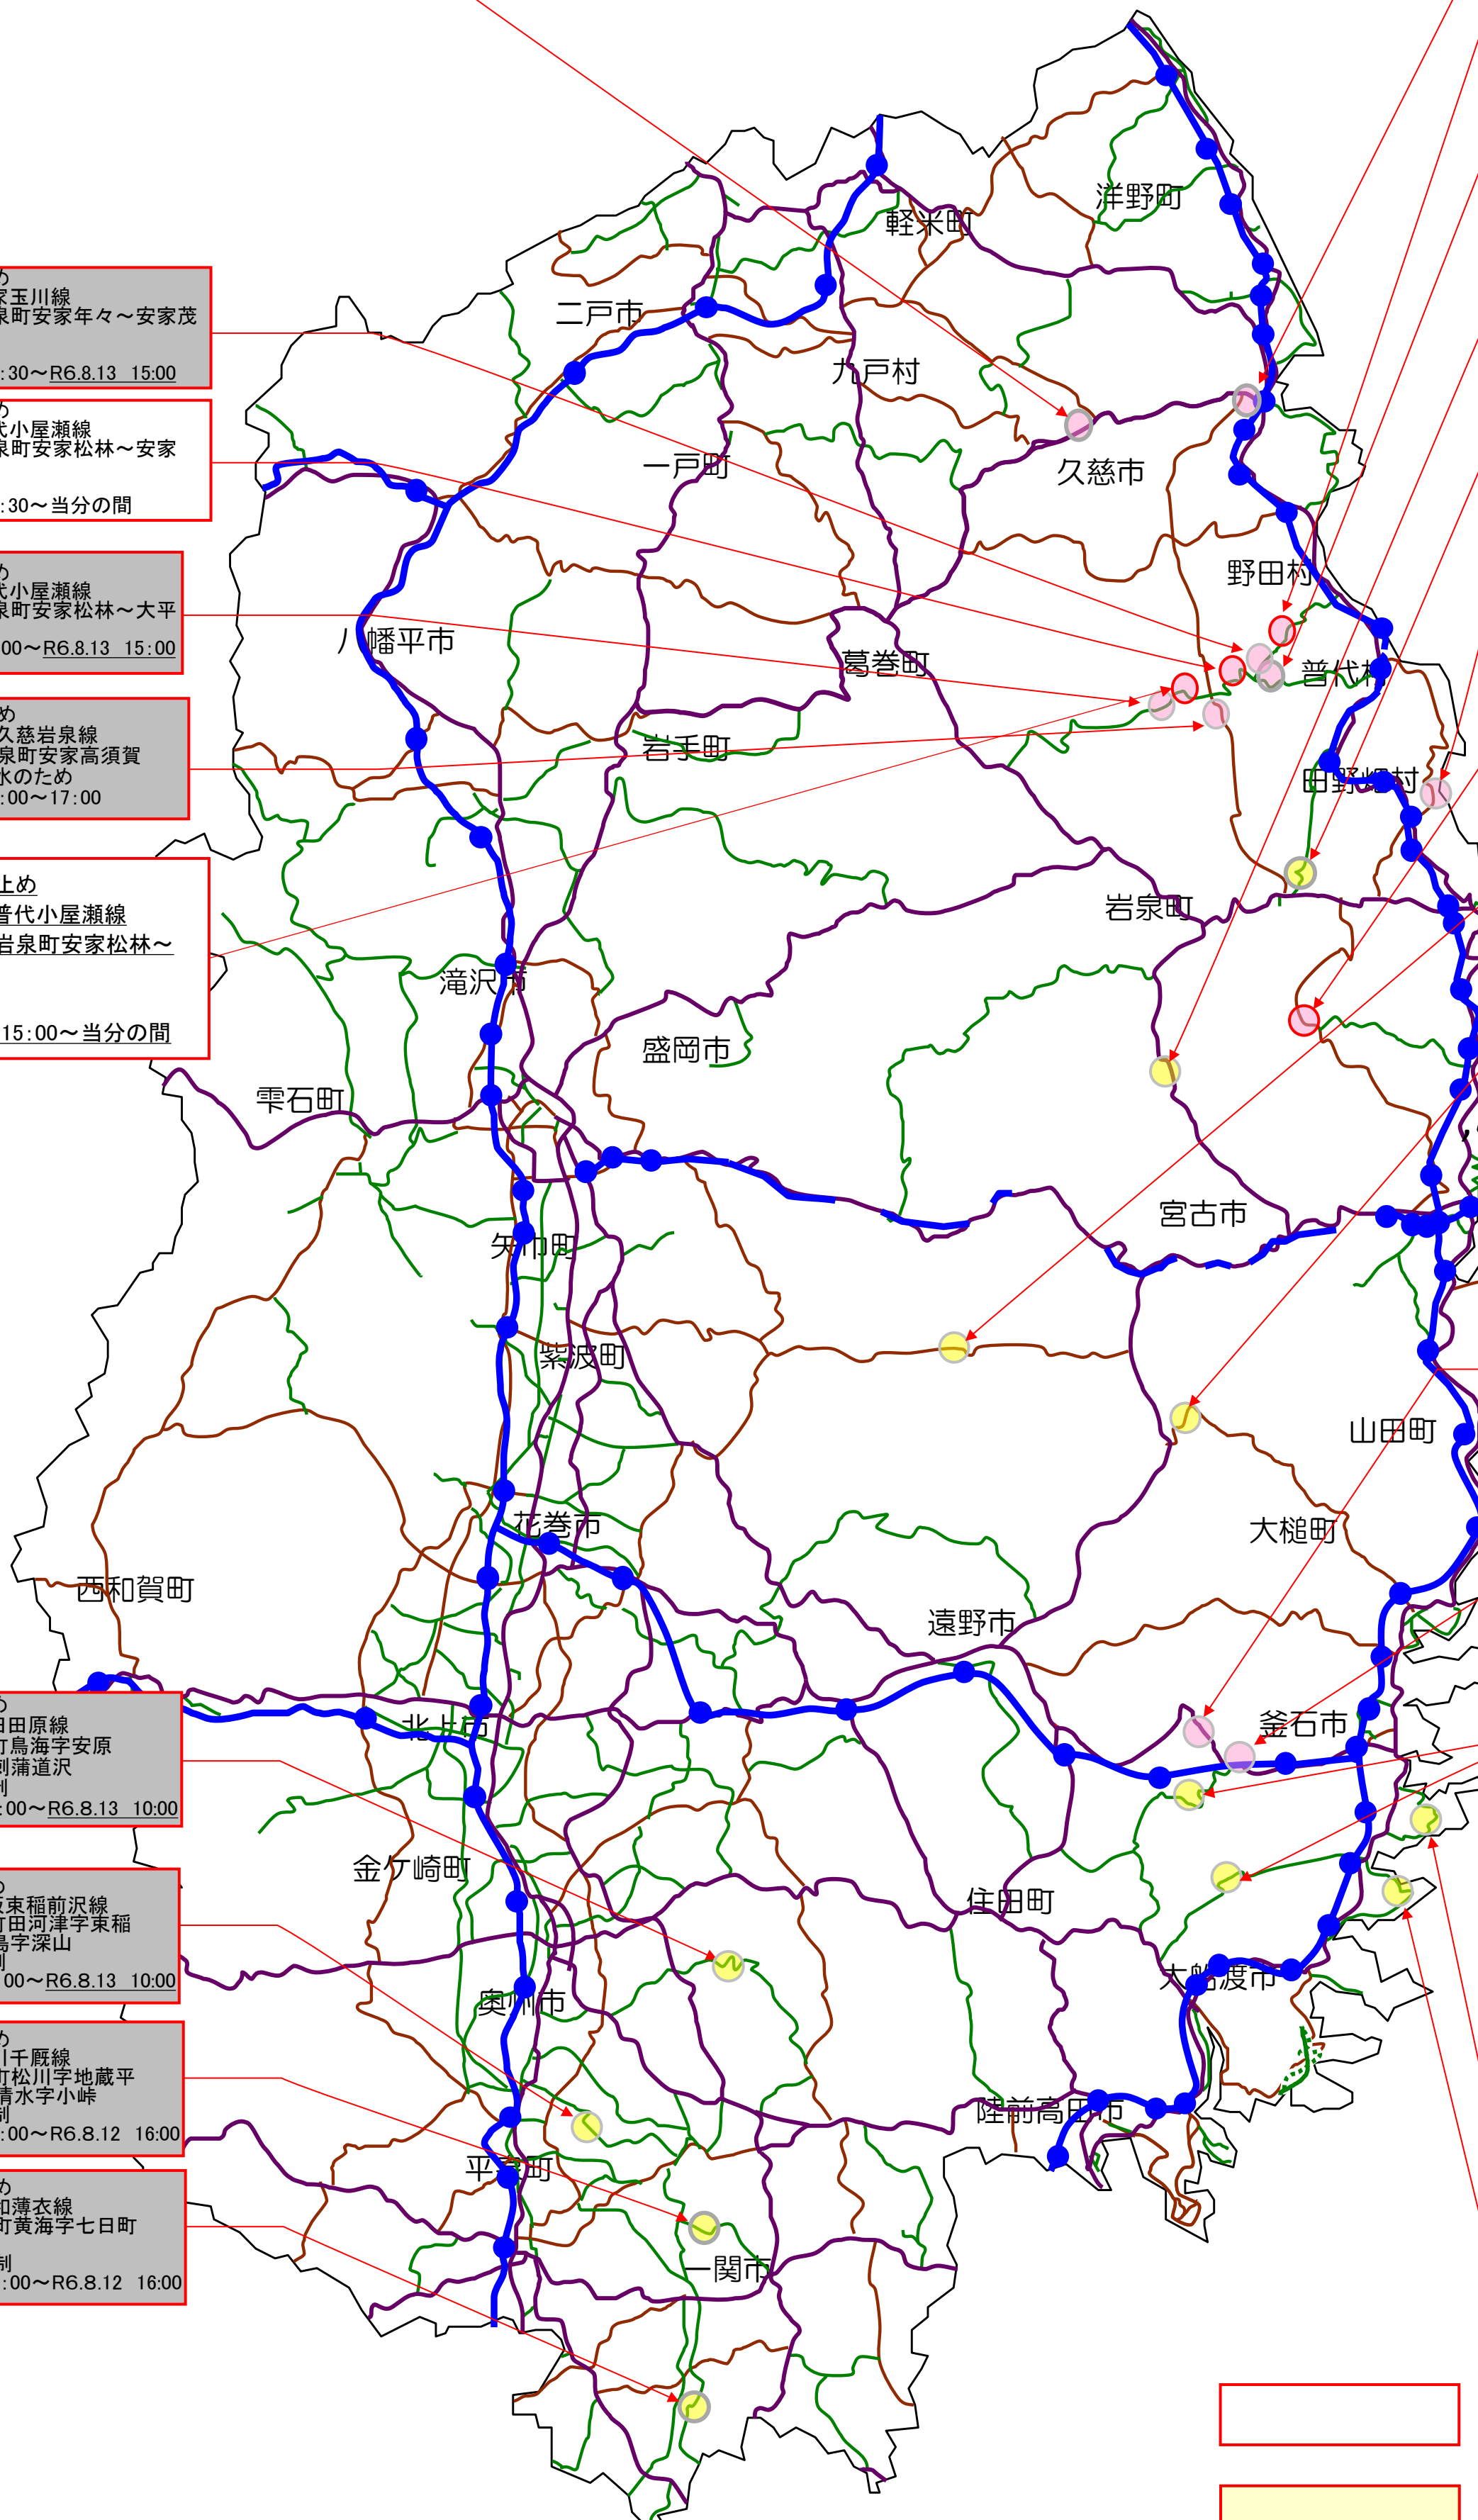 洋野町
軽米町
二戸市
九戸村
一戸町
久慈市
野田村
八幡平市
葛巻町
普代村
岩手町
田野畑村
岩泉町
滝沢市
盛岡市
雫石町
宮古市
矢巾町
紫波町
山田町
大槌町
花巻市
西和賀町
遠野市
釜石市
北上市
金ケ崎町
住田町
大船渡市
奥州市
陸前高田市
平泉町
一関市
め
家玉川線
泉町安家年々～安家茂
:30～R6.8.13 15:00
め
代小屋瀬線
泉町安家松林～安家
:30～当分の間
め
代小屋瀬線
泉町安家松林～大平
00～R6.8.13 15:00
め
久慈岩泉線
泉町安家高須賀
水のため
:00～17:00
止め
普代小屋瀬線
岩泉町安家松林～
15:00～当分の間
め
日田原線
町鳥海字安原
刺蒲道沢
制
:00～R6.8.13 10:00
め
坂束稲前沢線
町田河津字束稲
島字深山
制
00～R6.8.13 10:00
め
川千厩線
町松川字地蔵平
清水字小峠
制
:00～R6.8.12 16:00
め
和薄衣線
町黄海字七日町
制
:00～R6.8.12 16:00